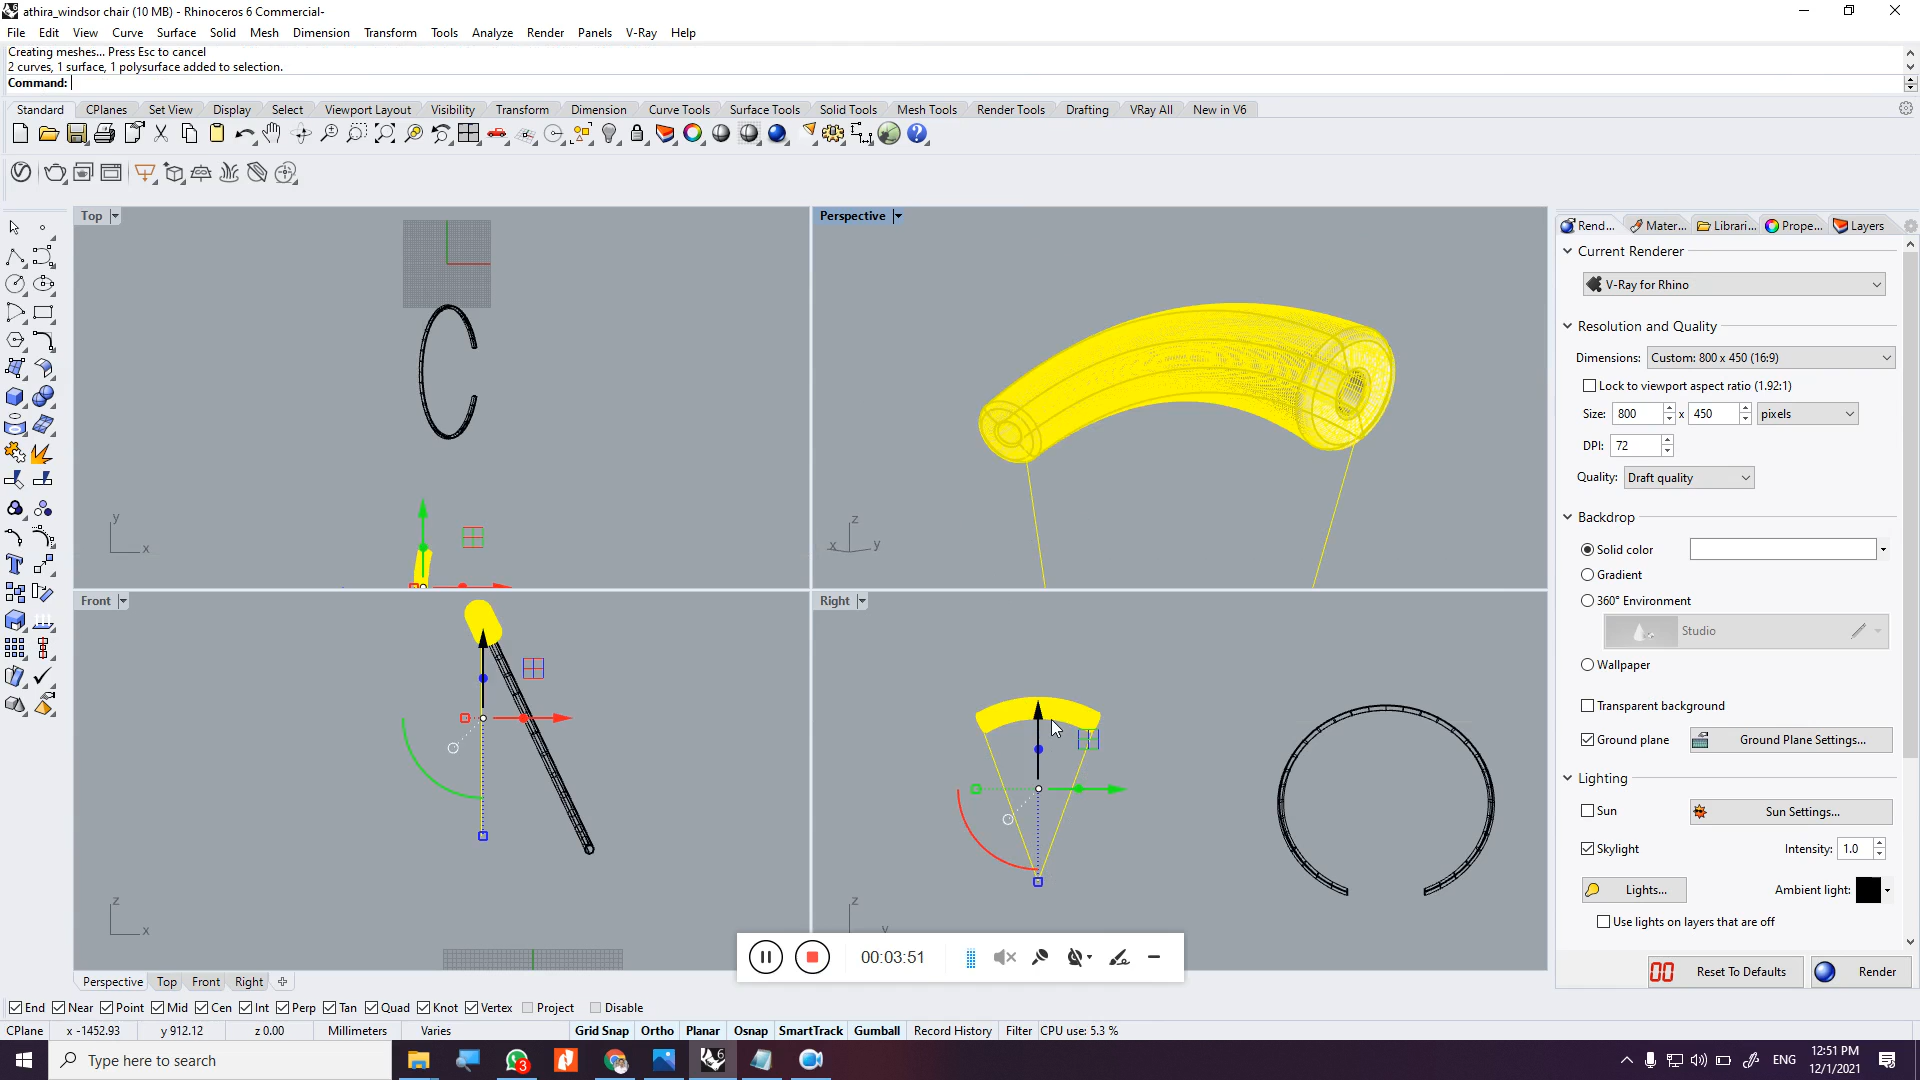 athira_windsor chair (10 MB) - Rhinoceros 6 Commercial-
File Edit View Curve Surface Solid Mesh Dimension Transform Tools Analyze Render Panels V-Ray Help
Creating meshes... Press Esc to cancel
2 curves, 1 surface, 1 polysurface added to selection.
Command:
Standard CPlanes Set View Display Select Viewport Layout Visibility Transform Dimension Curve Tools Surface Tools Solid Tools Mesh Tools Render Tools Drafting VRay All New in V6
Top
Perspective
Rend... Mater... Librari... Prope... Layers
Current Renderer
V-Ray for Rhino
Resolution and Quality
Dimensions: Custom: 800 x 450 (16:9)
Lock to viewport aspect ratio (1.92:1)
Size: 800 x 450 pixels
DPI: 72
Quality: Draft quality
Backdrop
Solid color
Gradient
360° Environment
Studio
Wallpaper
Transparent background
Ground plane Ground Plane Settings...
Lighting
Sun Sun Settings...
Skylight Intensity: 1.0
Lights... Ambient light:
Use lights on layers that are off
Reset To Defaults Render
y
x
z
x y
Front
Right
z
x
z
y
00:03:51
Perspective Top Front Right
End Near Point Mid Cen Int Perp Tan Quad Knot Vertex Project Disable
CPlane x -1452.93 y 912.12 z 0.00 Millimeters Varies Grid Snap Ortho Planar Osnap SmartTrack Gumball Record History Filter CPU use: 5.3 %
Type here to search
3
ENG
12:51 PM
12/1/2021